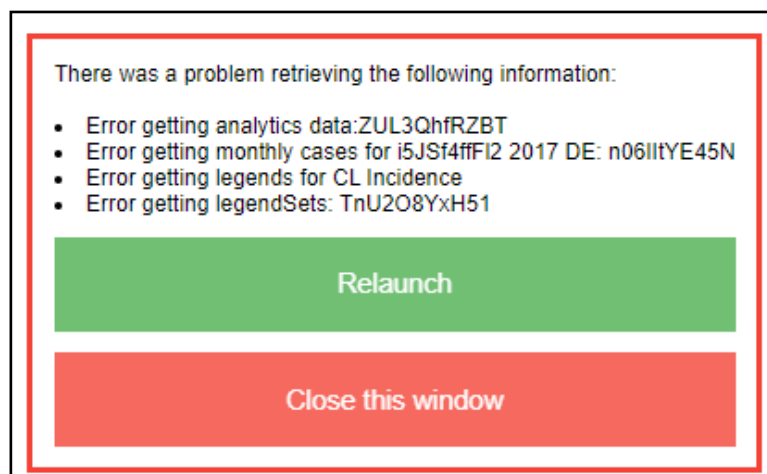 There was a problem retrieving the following information:
• Error getting analytics data:ZUL3QhfRZBT
• Error getting monthly cases for i5JSf4ffFI2 2017 DE: n06IItYE45N
• Error getting legends for CL Incidence
• Error getting legendSets: TnU2O8YxH51
Relaunch
Close this window